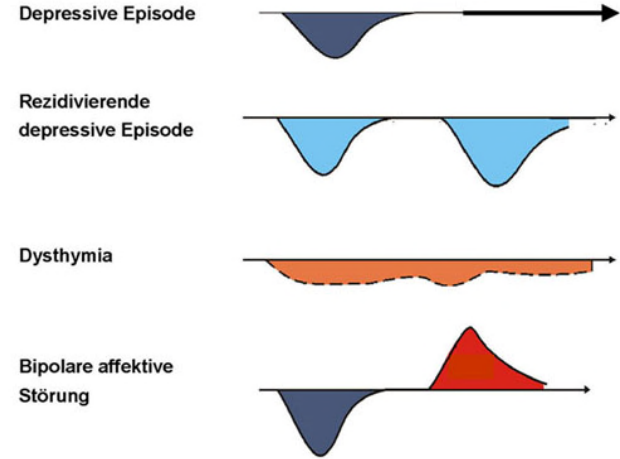 Depressive Episode
Rezidivierende
depressive Episode
Dysthymia
Bipolare affektive
Störung